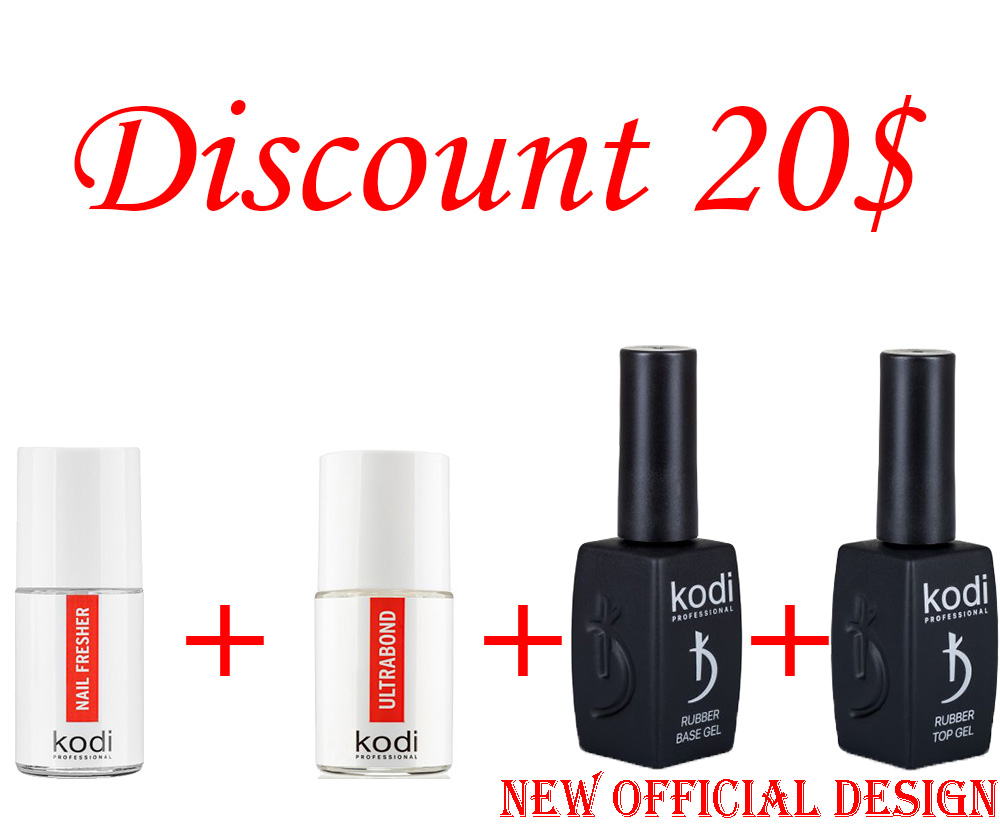 Discount 20$
NAIL FRESHER
kodi
PROFESSIONAL
+
ULTRABOND
kodi
PROFESSIONAL
+
kodi
PROFESSIONAL
RUBBER
BASE GEL
+
kodi
PROFESSIONAL
RUBBER
TOP GEL
NEW OFFICIAL DESIGN